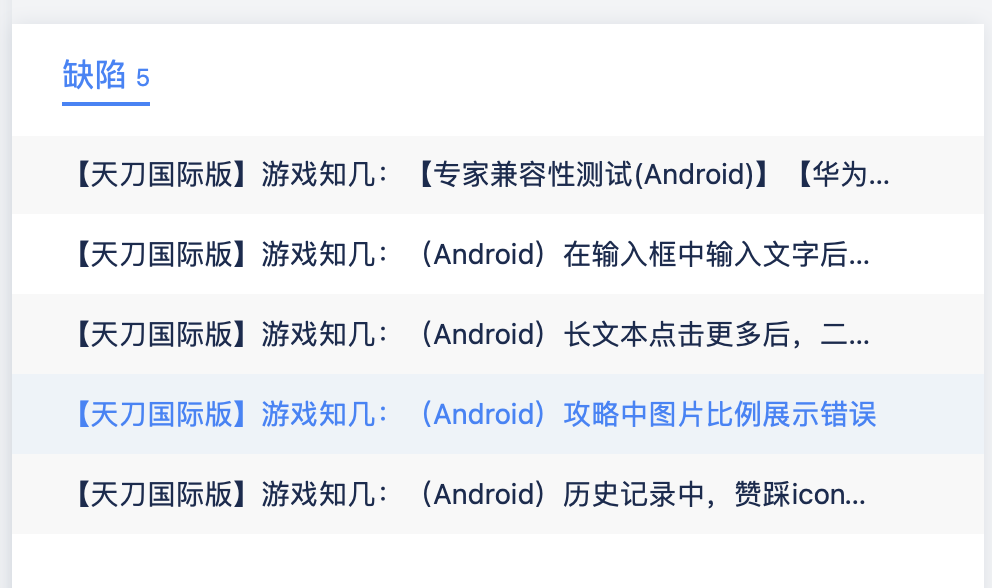 缺陷 5
【天刀国际版】游戏知几：【专家兼容性测试(Android)】【华为...
【天刀国际版】游戏知几：（Android）在输入框中输入文字后...
【天刀国际版】游戏知几：（Android）长文本点击更多后，二...
【天刀国际版】游戏知几：（Android）攻略中图片比例展示错误
【天刀国际版】游戏知几：（Android）历史记录中，赞踩icon...